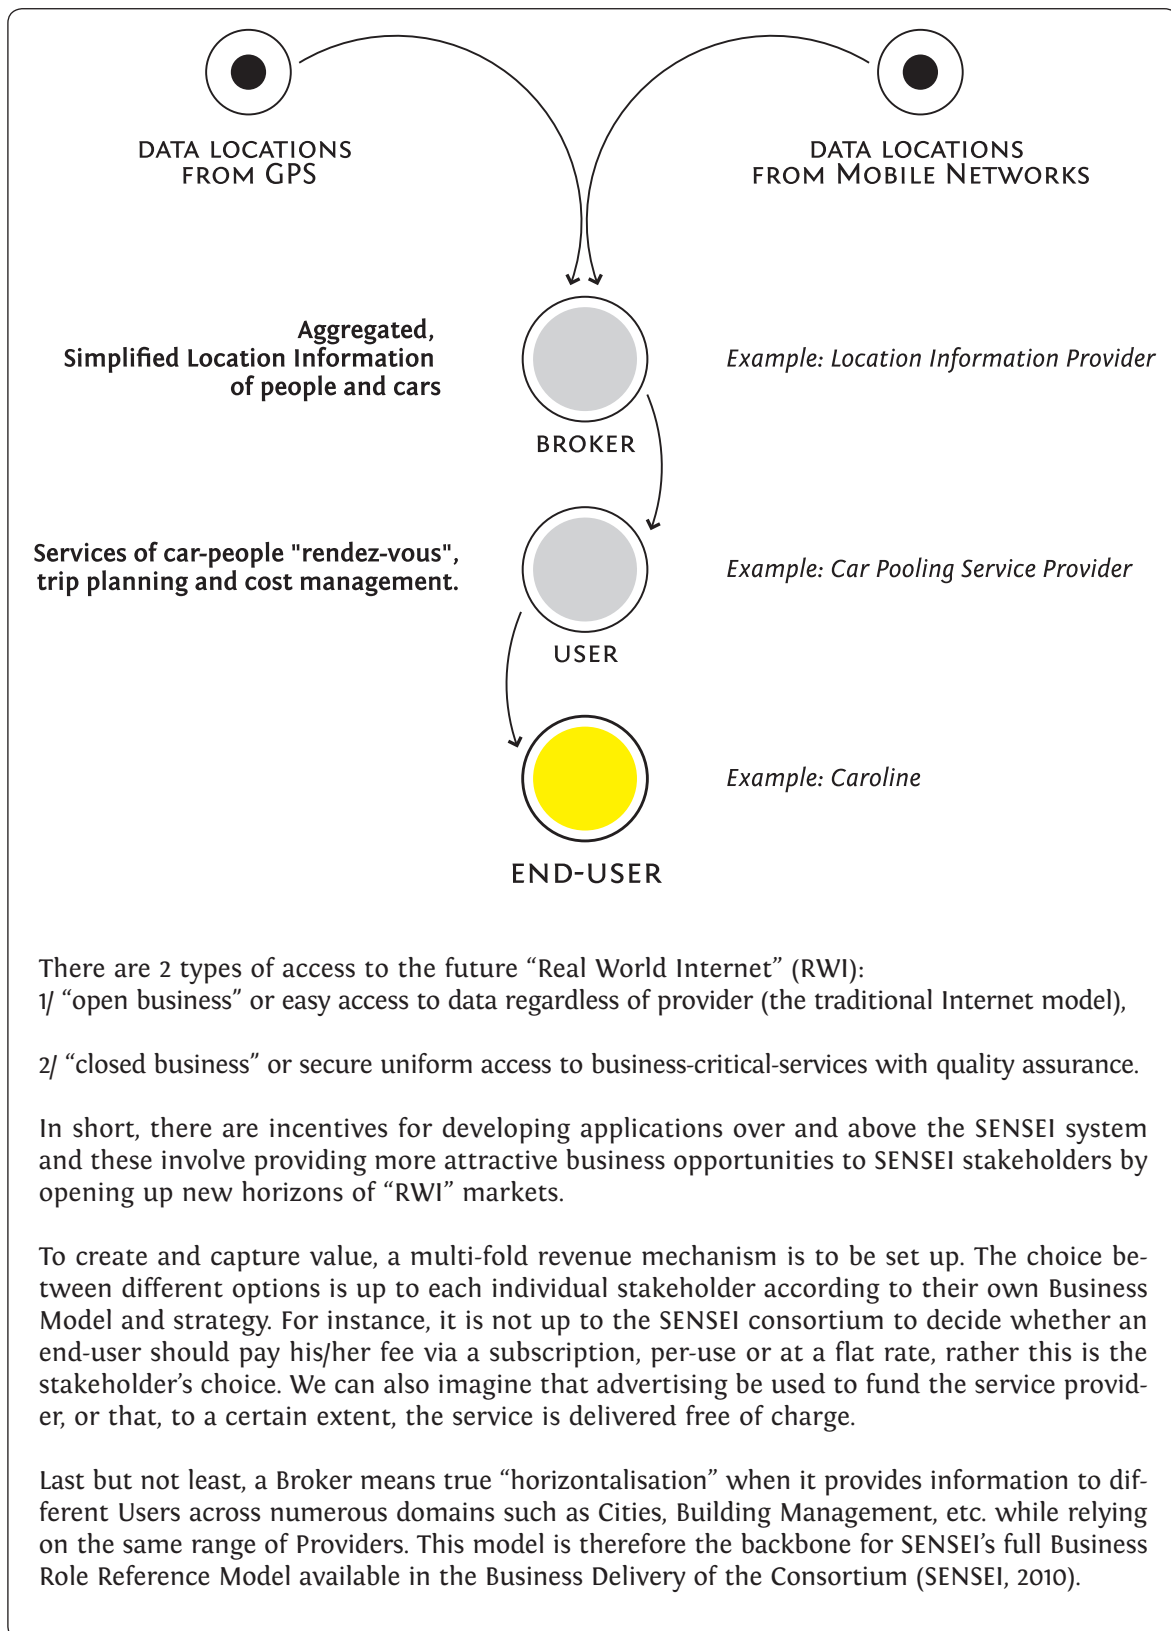 DATA LOCATIONS
FROM GPS
DATA LOCATIONS
FROM MOBILE NETWORKS
Aggregated,
Simplified Location Information
of people and cars
Example: Location Information Provider
BROKER
Services of car-people "rendez-vous",
trip planning and cost management.
Example: Car Pooling Service Provider
USER
Example: Caroline
END-USER
There are 2 types of access to the future “Real World Internet” (RWI):
1/ “open business” or easy access to data regardless of provider (the traditional Internet model),
2/ “closed business” or secure uniform access to business-critical-services with quality assurance.
In short, there are incentives for developing applications over and above the SENSEI system
and these involve providing more attractive business opportunities to SENSEI stakeholders by
opening up new horizons of “RWI” markets.
To create and capture value, a multi-fold revenue mechanism is to be set up. The choice be-
tween different options is up to each individual stakeholder according to their own Business
Model and strategy. For instance, it is not up to the SENSEI consortium to decide whether an
end-user should pay his/her fee via a subscription, per-use or at a flat rate, rather this is the
stakeholder’s choice. We can also imagine that advertising be used to fund the service provid-
er, or that, to a certain extent, the service is delivered free of charge.
Last but not least, a Broker means true “horizontalisation” when it provides information to dif-
ferent Users across numerous domains such as Cities, Building Management, etc. while relying
on the same range of Providers. This model is therefore the backbone for SENSEI’s full Business
Role Reference Model available in the Business Delivery of the Consortium (SENSEI, 2010).